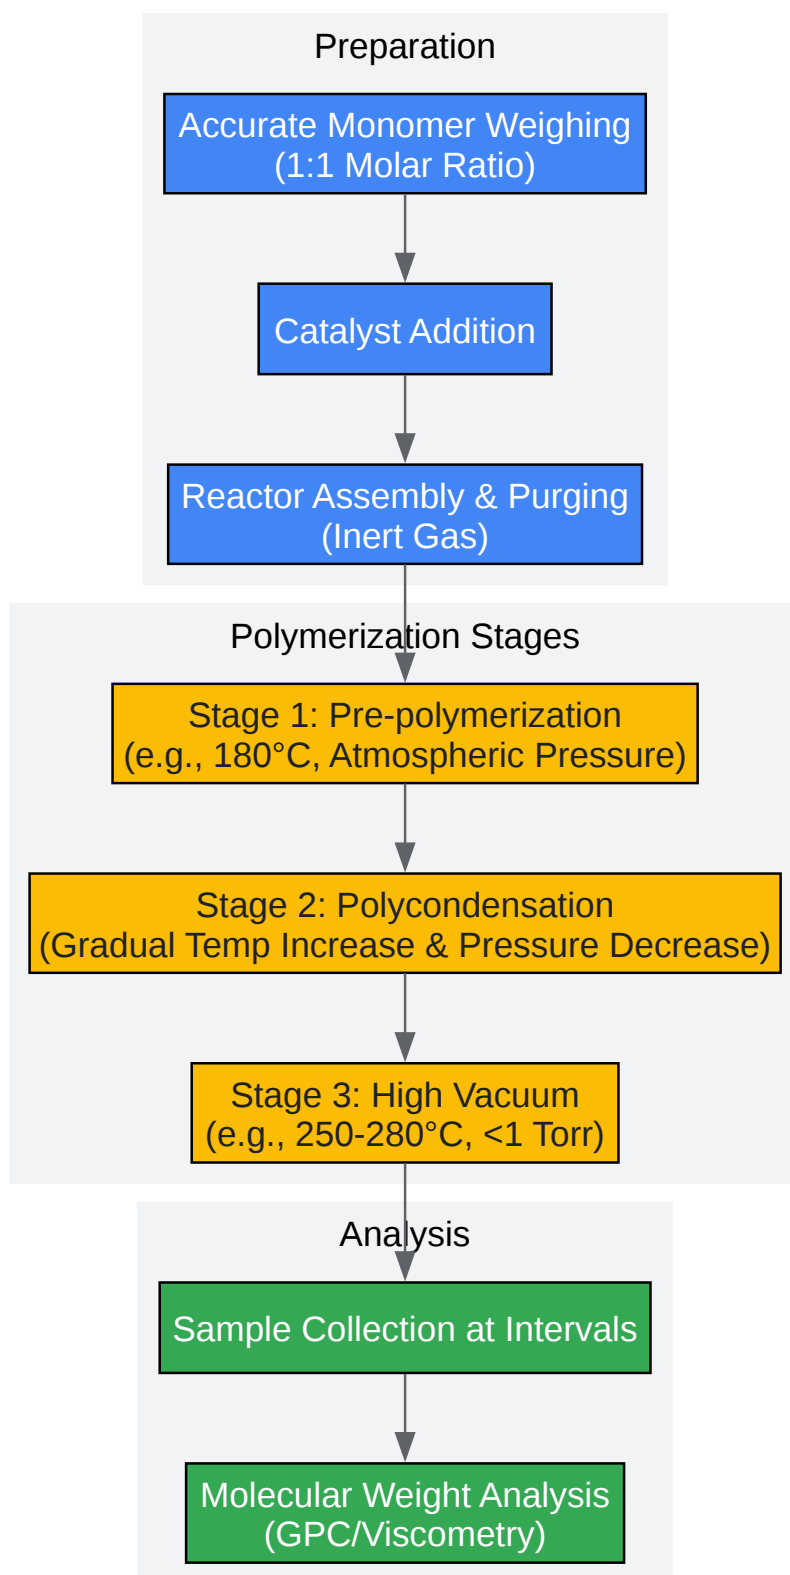 Preparation
Accurate Monomer Weighing
(1:1 Molar Ratio)
Catalyst Addition
Reactor Assembly & Purging
(Inert Gas)
Polymerization Stages
Stage 1: Pre-polymerization
(e.g., 180°C, Atmospheric Pressure)
Stage 2: Polycondensation
(Gradual Temp Increase & Pressure Decrease)
Stage 3: High Vacuum
(e.g., 250-280°C, <1 Torr)
Analysis
Sample Collection at Intervals
Molecular Weight Analysis
(GPC/Viscometry)